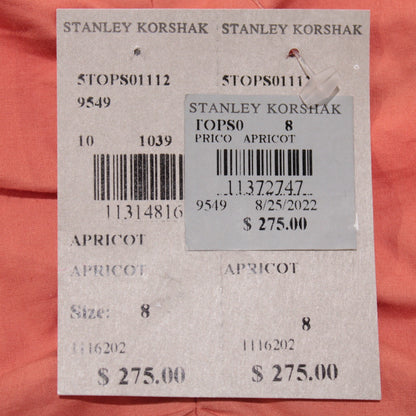 STANLEY KORSHAK STANLEY KORSHAK
5TOPS01112 5TOPS01112
9549
10 1039
11314816
APRICOT
APRICOT APRICOT
Size: 8 8
1116202 1116202
$ 275.00 $ 275.00
STANLEY KORSHAK
TOPS0 8
PRICO APRICOT
11372747
9549 8/25/2022
$ 275.00